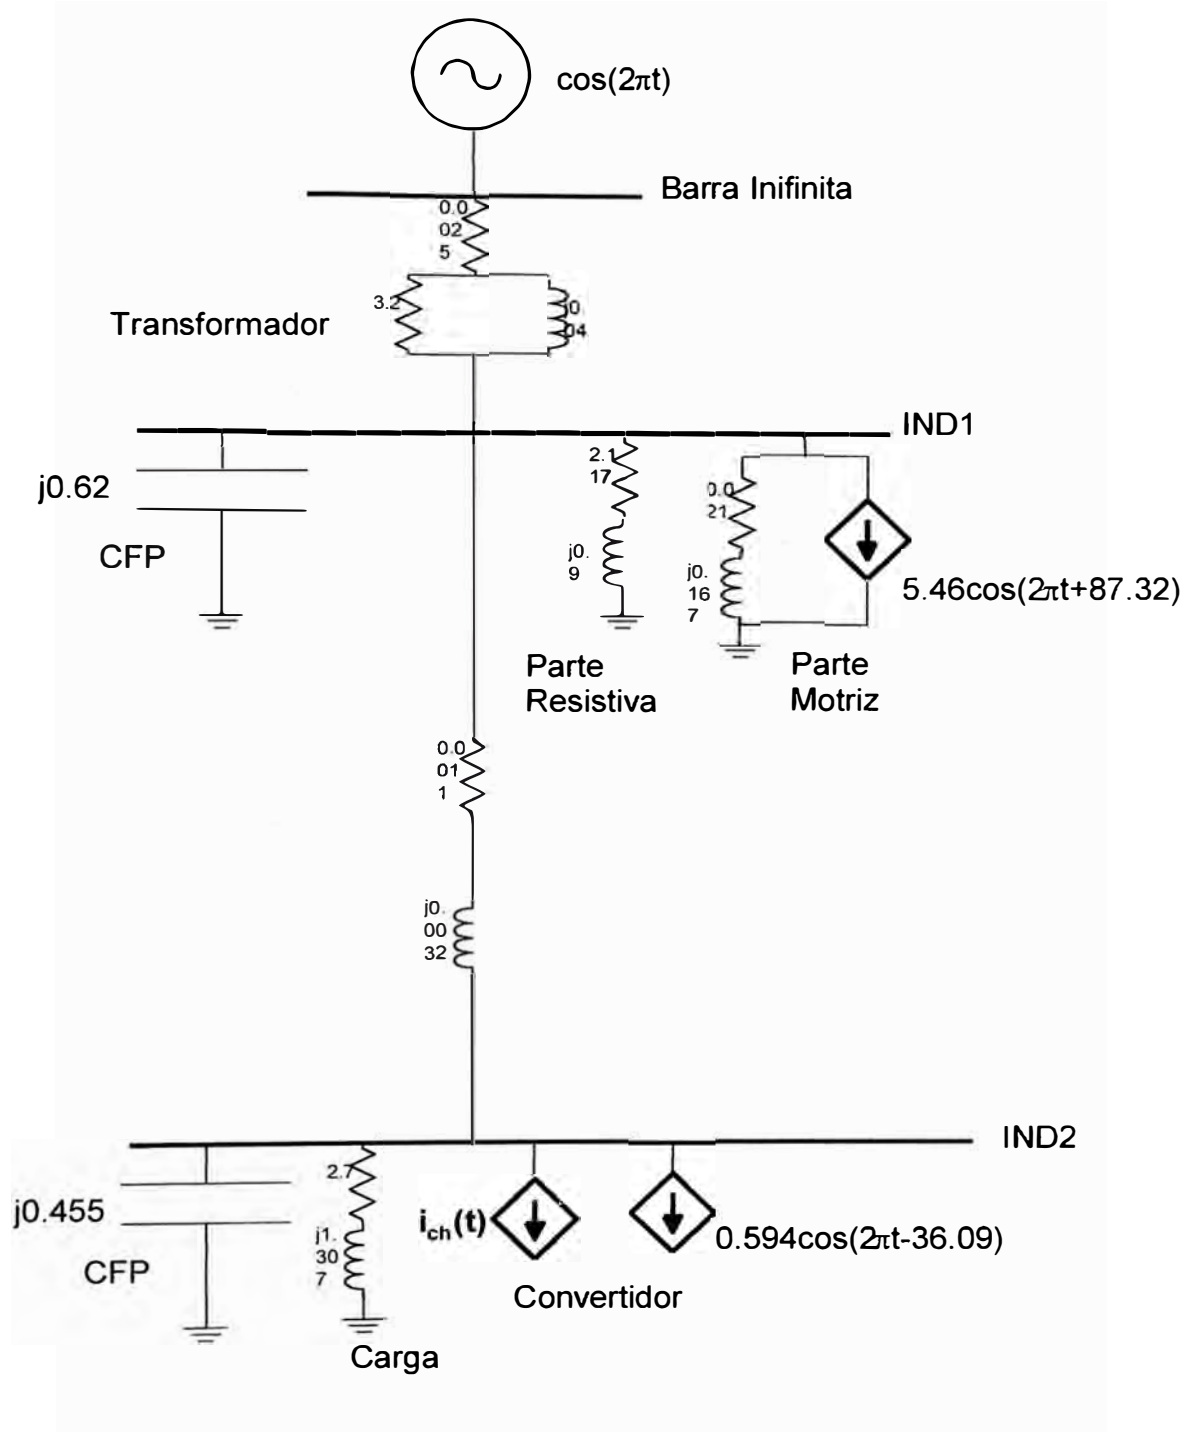 cos(2πt)
Barra Inifinita
0.0
02
5
3.2
j0.
04
Transformador
IND1
j0.62
CFP
2.1
17
j0.
9
0.0
21
j0.
16
7
5.46cos(2πt+87.32)
Parte
Resistiva
Parte
Motriz
0.0
01
1
j0.
00
32
IND2
j0.455
CFP
2.7
j1.
30
7
Carga
ich(t)
0.594cos(2πt-36.09)
Convertidor